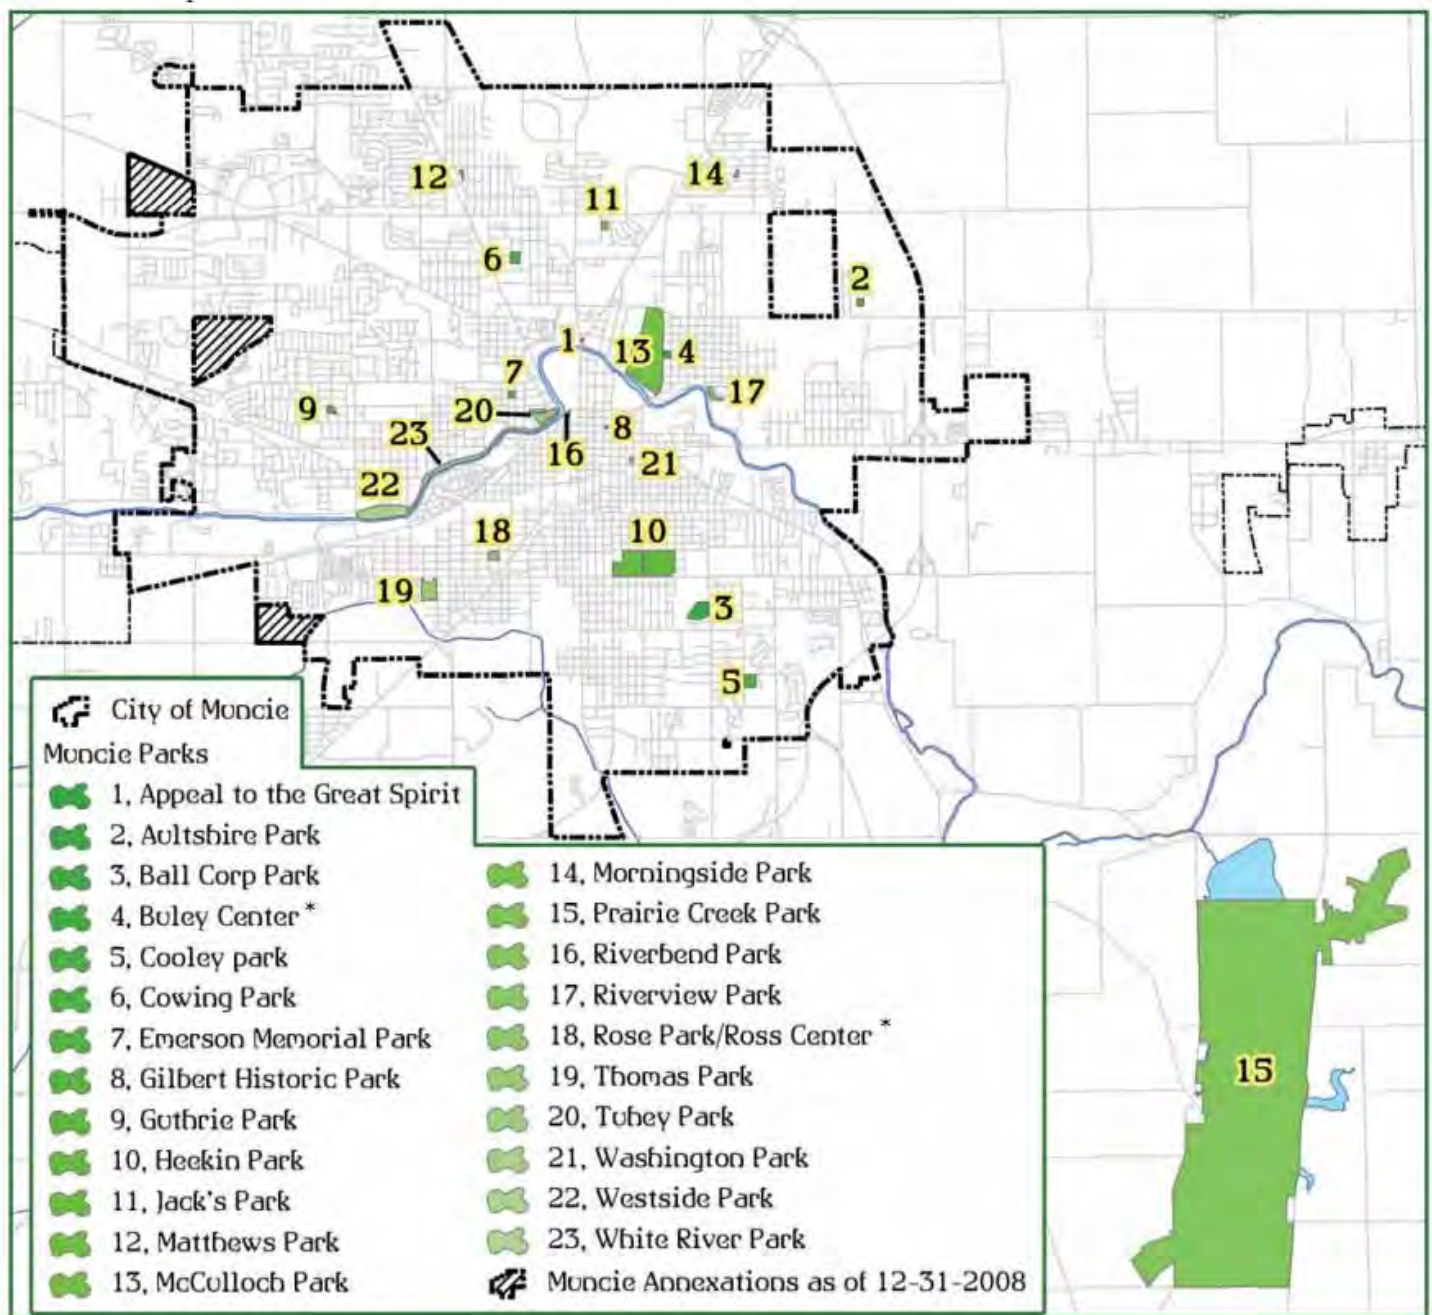 12
14
11
6
2
1
13
4
7
17
9
20
8
23
16
21
22
18
10
19
3
5
City of Muncie
Muncie Parks
1, Appeal to the Great Spirit
2, Aultshire Park
3, Ball Corp Park
4, Buley Center *
5, Cooley park
6, Cowing Park
7, Emerson Memorial Park
8, Gilbert Historic Park
9, Guthrie Park
10, Heekin Park
11, Jack's Park
12, Matthews Park
13, McCulloch Park
14, Morningside Park
15, Prairie Creek Park
16, Riverbend Park
17, Riverview Park
18, Rose Park/Ross Center *
19, Thomas Park
20, Tuhey Park
21, Washington Park
22, Westside Park
23, White River Park
Muncie Annexations as of 12-31-2008
15